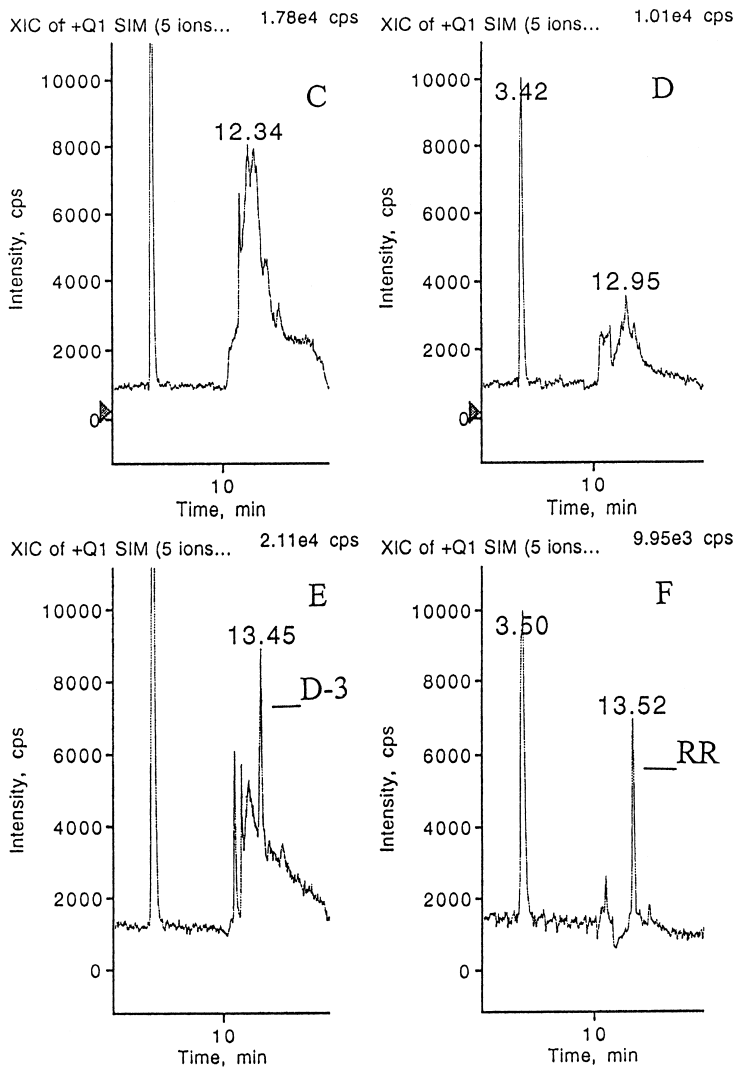 XIC of +Q1 SIM (5 ions... 1.78e4 cps
C
12.34
10000
8000
6000
4000
2000
0
Intensity, cps
10
Time, min
XIC of +Q1 SIM (5 ions... 1.01e4 cps
D
3.42
12.95
10000
8000
6000
4000
2000
0
Intensity, cps
10
Time, min
XIC of +Q1 SIM (5 ions... 2.11e4 cps
E
13.45
D-3
10000
8000
6000
4000
2000
0
Intensity, cps
10
Time, min
XIC of +Q1 SIM (5 ions... 9.95e3 cps
F
3.50
13.52
RR
10000
8000
6000
4000
2000
0
Intensity, cps
10
Time, min